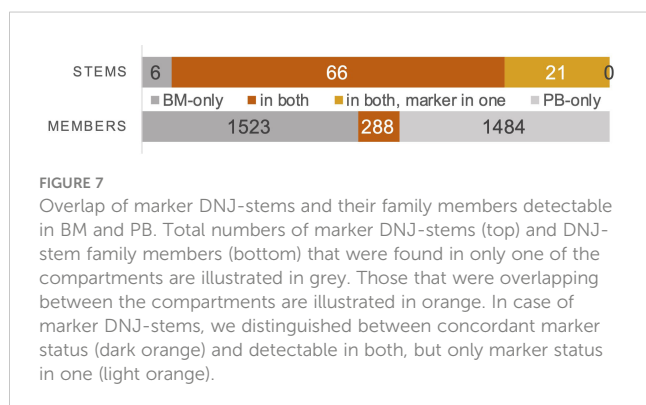 STEMS 6 66 21 0
BM-only in both in both, marker in one PB-only
MEMBERS 1523 288 1484
FIGURE 7
Overlap of marker DNJ-stems and their family members detectable
in BM and PB. Total numbers of marker DNJ-stems (top) and DNJ-
stem family members (bottom) that were found in only one of the
compartments are illustrated in grey. Those that were overlapping
between the compartments are illustrated in orange. In case of
marker DNJ-stems, we distinguished between concordant marker
status (dark orange) and detectable in both, but only marker status
in one (light orange).